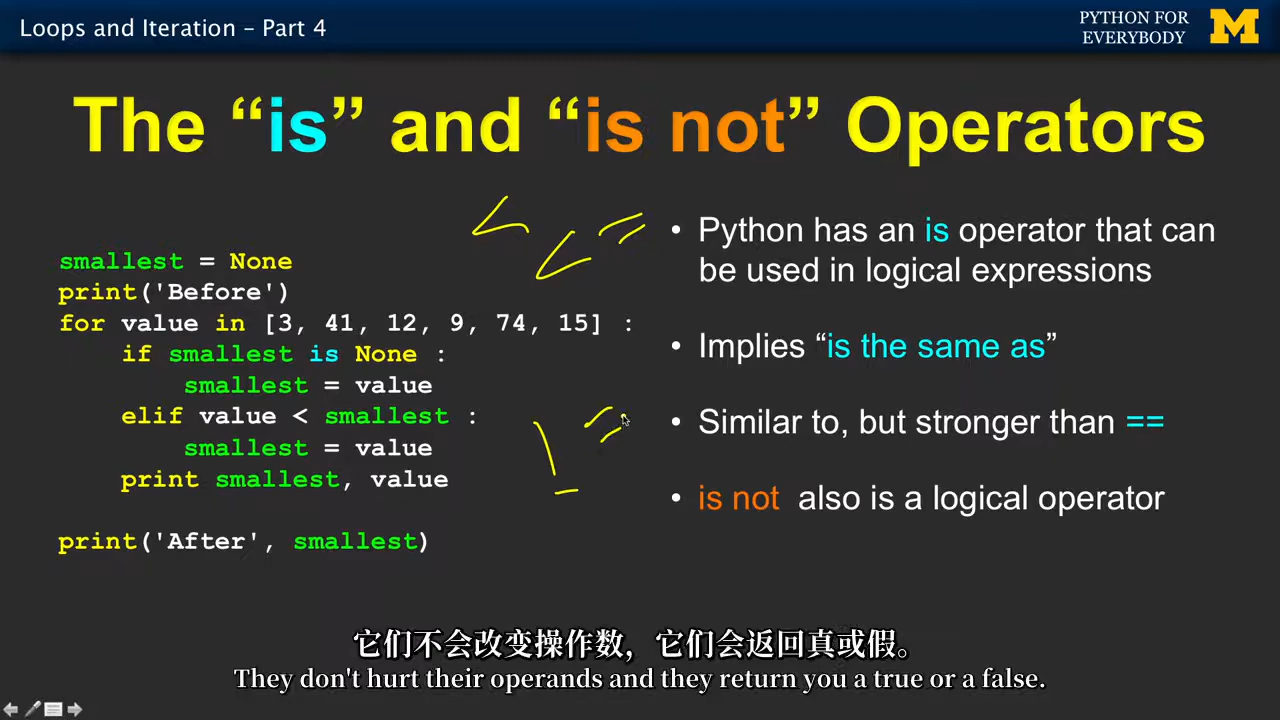 Loops and Iteration – Part 4
PYTHON FOR
EVERYBODY
M
The “is” and “is not” Operators
smallest = None
print('Before')
for value in [3, 41, 12, 9, 74, 15] :
    if smallest is None :
        smallest = value
    elif value < smallest :
        smallest = value
    print smallest, value
print('After', smallest)
< <=
! =
• Python has an is operator that can
be used in logical expressions
• Implies “is the same as”
• Similar to, but stronger than ==
• is not also is a logical operator
它们不会改变操作数，它们会返回真或假。
They don't hurt their operands and they return you a true or a false.